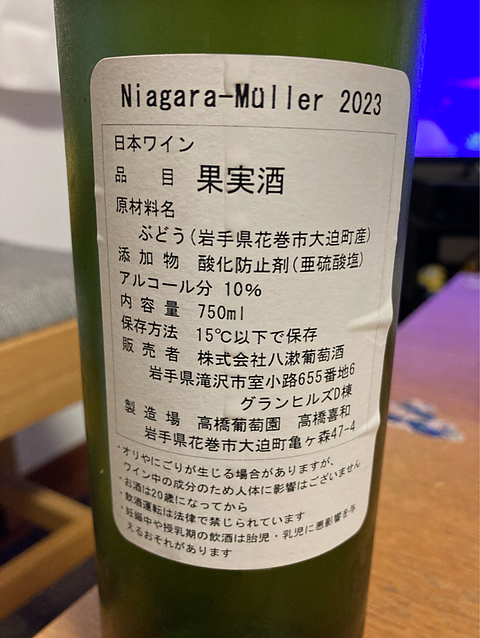 Niagara-Müller 2023
日本ワイン
品 目 果実酒
原材料名
ぶどう(岩手県花巻市大迫町産)
添加物 酸化防止剤(亜硫酸塩)
アルコール分 10%
内容量 750ml
保存方法 15℃以下で保存
販売者 株式会社八漱葡萄酒
岩手県滝沢市室小路655番地6
グランヒルズD棟
製造場 高橋葡萄園 高橋喜和
岩手県花巻市大迫町亀ヶ森47-4
・オリやにごりが生じる場合がありますが、
ワイン中の成分のため人体に影響はございません
・お酒は20歳になってから
・飲酒運転は法律で禁じられています
・妊娠中や授乳期の飲酒は胎児・乳児に悪影響を与
えるおそれがあります